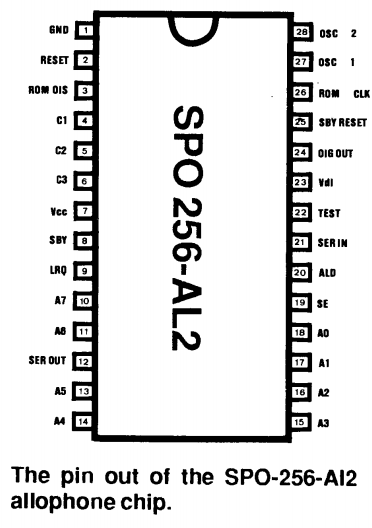 GND 1
RESET 2
ROM DIS 3
C1 4
C2 5
C3 6
Vcc 7
SBY 8
LRQ 9
A7 10
A6 11
SER OUT 12
A5 13
A4 14
SPO 256-AL2
28 OSC 2
27 OSC 1
26 ROM CLK
25 SBY RESET
24 DIG OUT
23 Vdl
22 TEST
21 SER IN
20 ALD
19 SE
18 A0
17 A1
16 A2
15 A3
The pin out of the SPO-256-Al2
allophone chip.